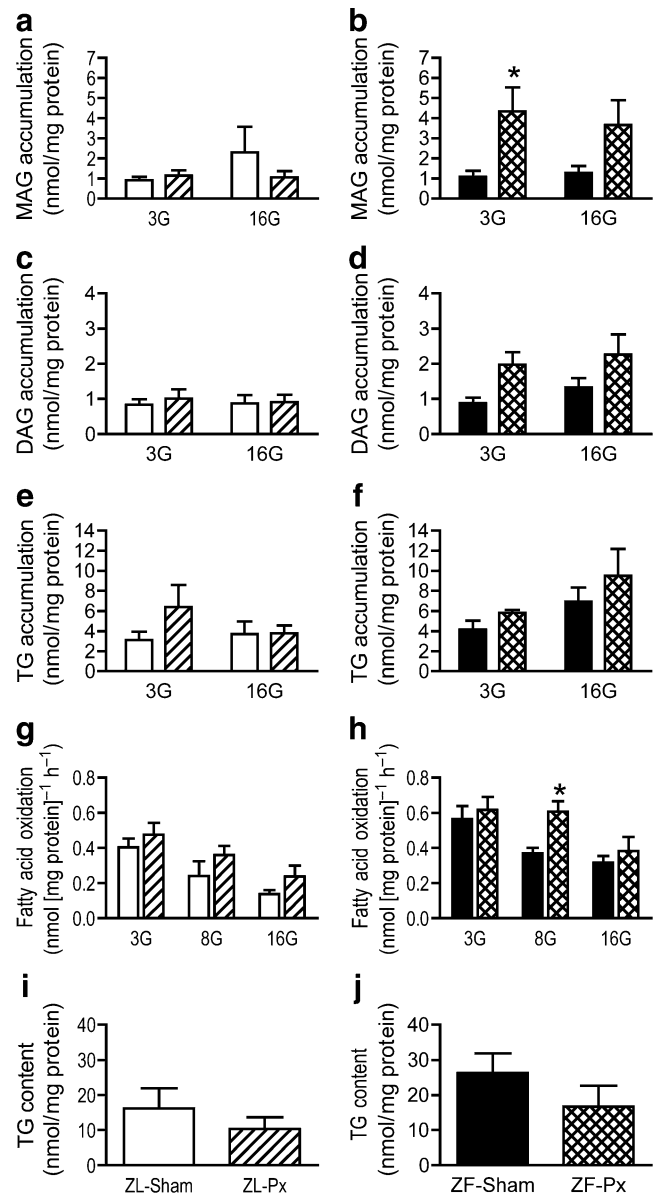 a
MAG accumulation
(nmol/mg protein)
7
6
5
4
3
2
1
0
3G
16G
b
MAG accumulation
(nmol/mg protein)
7
6
5
4
3
2
1
0
*
3G
16G
c
DAG accumulation
(nmol/mg protein)
4
3
2
1
0
3G
16G
d
DAG accumulation
(nmol/mg protein)
4
3
2
1
0
3G
16G
e
TG accumulation
(nmol/mg protein)
14
12
10
8
6
4
2
0
3G
16G
f
TG accumulation
(nmol/mg protein)
14
12
10
8
6
4
2
0
3G
16G
g
Fatty acid oxidation
(nmol [mg protein]⁻¹ h⁻¹)
0.8
0.6
0.4
0.2
0.0
3G
8G
16G
h
Fatty acid oxidation
(nmol [mg protein]⁻¹ h⁻¹)
0.8
0.6
0.4
0.2
0.0
*
3G
8G
16G
i
TG content
(nmol/mg protein)
40
30
20
10
0
ZL-Sham
ZL-Px
j
TG content
(nmol/mg protein)
40
30
20
10
0
ZF-Sham
ZF-Px